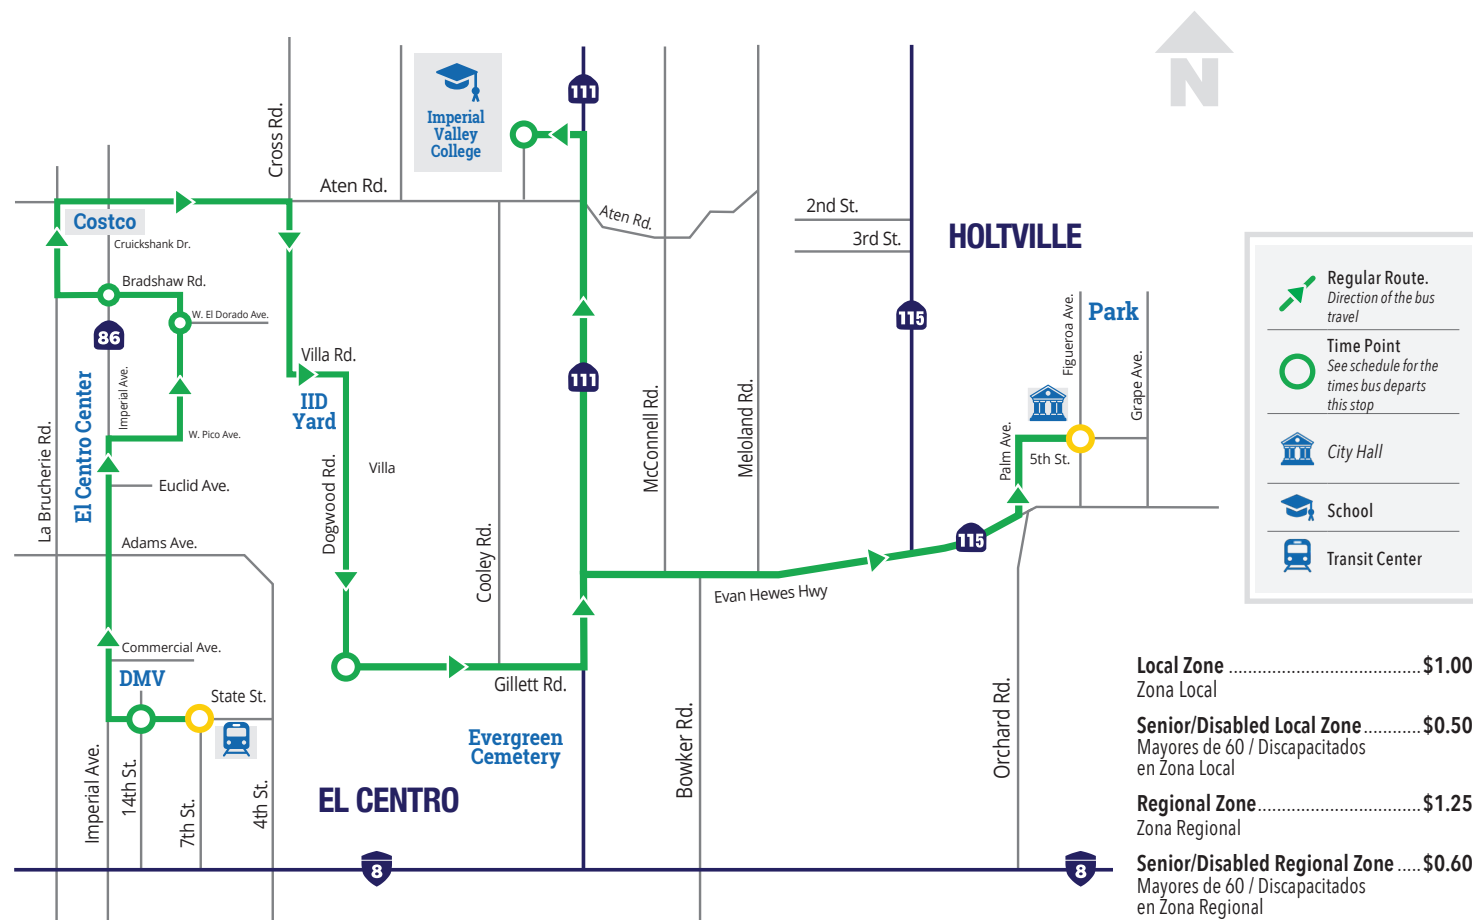 N
111
Imperial
Valley
College
Cross Rd.
Aten Rd.
Costco
Cruickshank Dr.
Aten Rd.
2nd St.
3rd St.
HOLTVILLE
Bradshaw Rd.
W. El Dorado Ave.
86
Imperial Ave.
El Centro Center
La Brucherie Rd.
W. Pico Ave.
Euclid Ave.
Adams Ave.
Villa Rd.
IID
Yard
Dogwood Rd.
Villa
Cooley Rd.
111
McConnell Rd.
Meloland Rd.
115
115
Evan Hewes Hwy
Figueroa Ave.
Park
Grape Ave.
Palm Ave.
5th St.
Commercial Ave.
DMV
State St.
Imperial Ave.
14th St.
7th St.
4th St.
EL CENTRO
Gillett Rd.
Evergreen
Cemetery
Bowker Rd.
Orchard Rd.
8
8
Regular Route.
Direction of the bus
travel
Time Point
See schedule for the
times bus departs
this stop
City Hall
School
Transit Center
Local Zone .................................... $1.00
Zona Local
Senior/Disabled Local Zone ........... $0.50
Mayores de 60 / Discapacitados
en Zona Local
Regional Zone............................... $1.25
Zona Regional
Senior/Disabled Regional Zone ..... $0.60
Mayores de 60 / Discapacitados
en Zona Regional